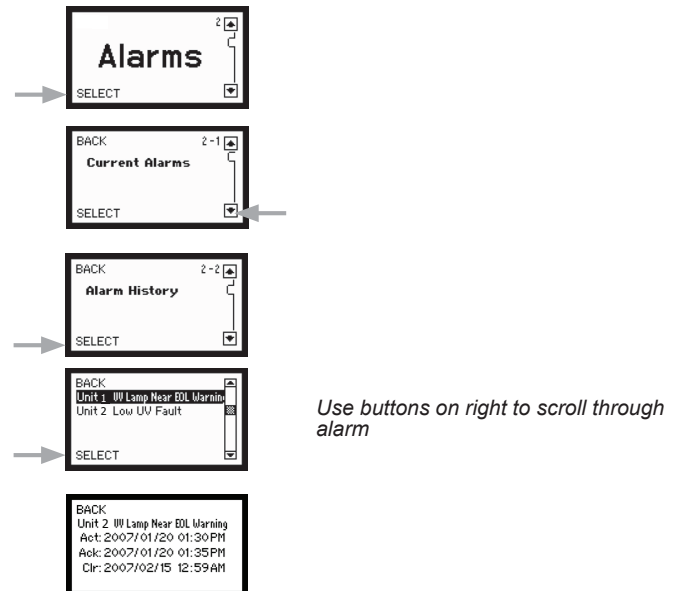 2
Alarms
SELECT
BACK 2-1
Current Alarms
SELECT
BACK 2-2
Alarm History
SELECT
BACK
Unit 1 UV Lamp Near EOL Warning
Unit 2 Low UV Fault
SELECT
Use buttons on right to scroll through
alarm
BACK
Unit 2 UV Lamp Near EOL Warning
Act: 2007/01/20 01:30PM
Ack: 2007/01/20 01:35PM
Clr: 2007/02/15 12:59AM